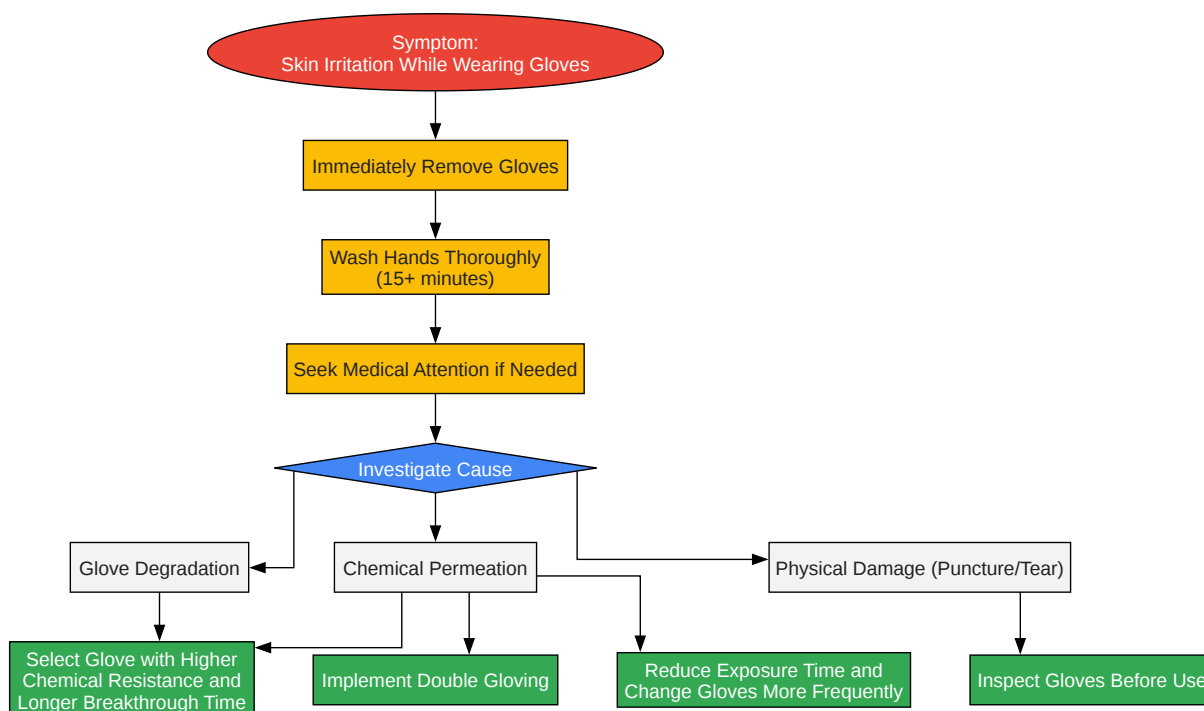 Symptom:
Skin Irritation While Wearing Gloves
Immediately Remove Gloves
Wash Hands Thoroughly
(15+ minutes)
Seek Medical Attention if Needed
Investigate Cause
Glove Degradation
Chemical Permeation
Physical Damage (Puncture/Tear)
Select Glove with Higher
Chemical Resistance and
Longer Breakthrough Time
Implement Double Gloving
Reduce Exposure Time and
Change Gloves More Frequently
Inspect Gloves Before Use